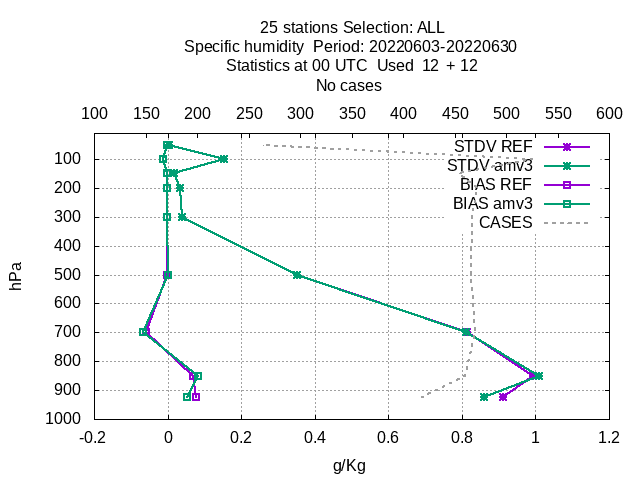 25 stations Selection: ALL
Specific humidity  Period: 20220603-20220630
Statistics at 00 UTC  Used  12  + 12
No cases
100 150 200 250 300 350 400 450 500 550 600
STDV REF
STDV amv3
BIAS REF
BIAS amv3
CASES
hPa
100
200
300
400
500
600
700
800
900
1000
-0.2 0 0.2 0.4 0.6 0.8 1 1.2
g/Kg